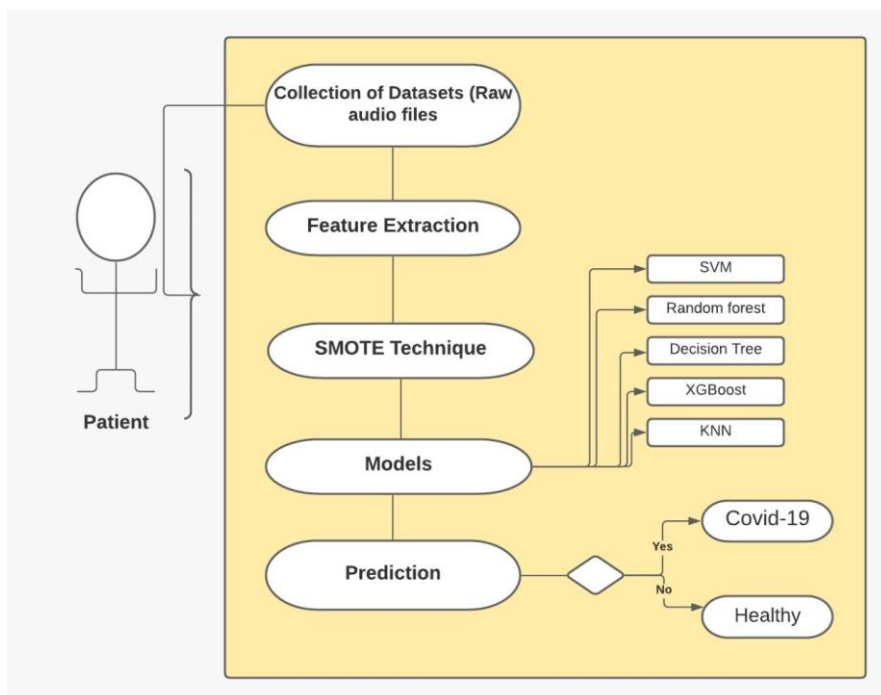 Collection of Datasets (Raw
audio files
Feature Extraction
SVM
Random forest
SMOTE Technique
Decision Tree
XGBoost
Patient
KNN
Models
Covid-19
Yes
Prediction
No
Healthy